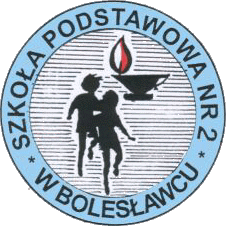 * SZKOŁA PODSTAWOWA NR 2 *
W BOLESŁAWCU